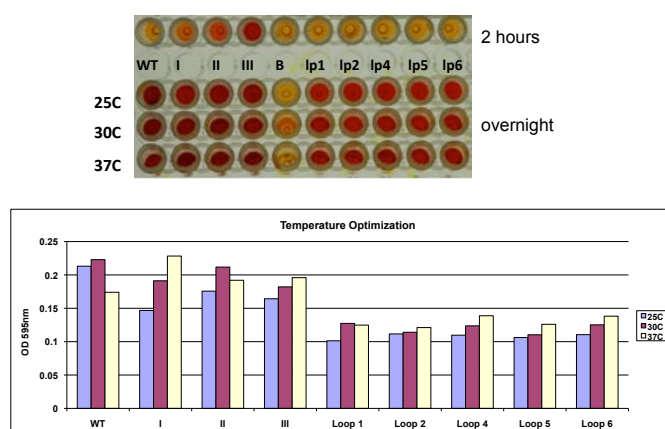 2 hours
WT I II III B lp1 lp2 lp4 lp5 lp6
25C
30C
overnight
37C
Temperature Optimization
0.25
0.2
0.15
0.1
0.05
0
OD 595nm
25C
30C
37C
WT I II III Loop 1 Loop 2 Loop 4 Loop 5 Loop 6